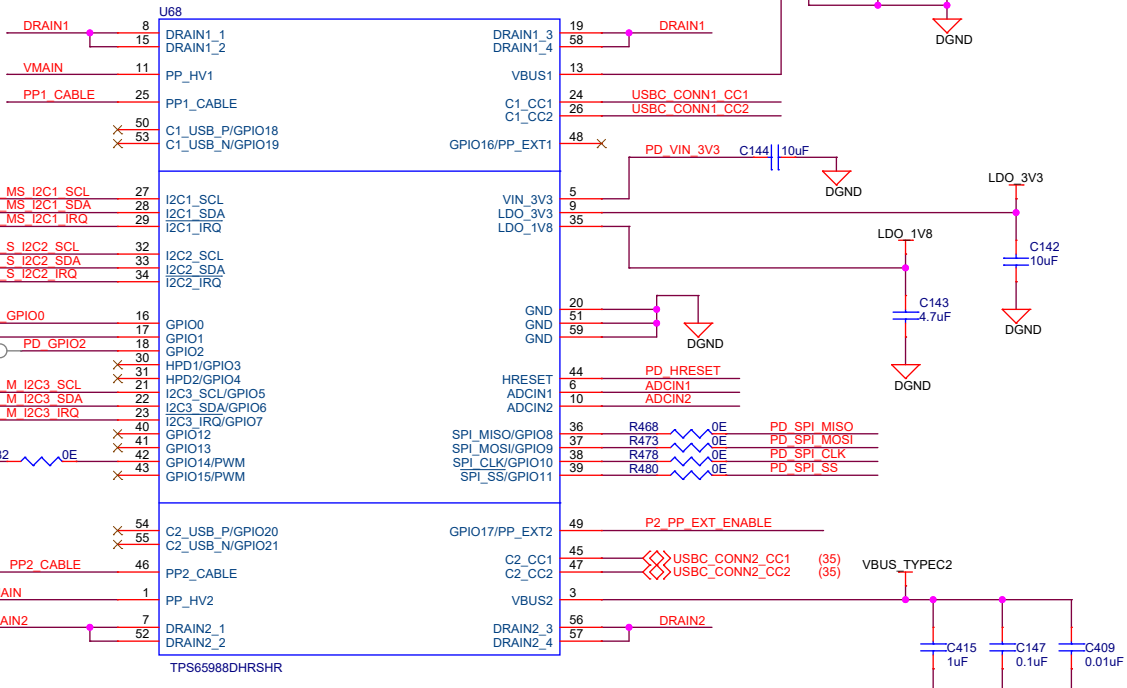 U68
DRAIN1 8 DRAIN1_1 DRAIN1_3 19 DRAIN1
15 DRAIN1_2 DRAIN1_4 58
DGND
VMAIN 11 PP_HV1 VBUS1 13
PP1_CABLE 25 PP1_CABLE C1_CC1 24 USBC_CONN1_CC1
C1_CC2 26 USBC_CONN1_CC2
50 C1_USB_P/GPIO18
53 C1_USB_N/GPIO19 GPIO16/PP_EXT1 48
PD_VIN_3V3 C144 10uF
DGND
LDO_3V3
MS_I2C1_SCL 27 I2C1_SCL VIN_3V3 5
MS_I2C1_SDA 28 I2C1_SDA LDO_3V3 9
MS_I2C1_IRQ 29 I2C1_IRQ LDO_1V8 35
LDO_1V8
S_I2C2_SCL 32 I2C2_SCL
S_I2C2_SDA 33 I2C2_SDA
S_I2C2_IRQ 34 I2C2_IRQ
C142
10uF
C143
4.7uF
GND 20
GPIO0 16 GPIO0 GND 51
17 GPIO1 GND 59
DGND
DGND
PD_GPIO2 18 GPIO2
30 HPD1/GPIO3
31 HPD2/GPIO4 HRESET 44 PD_HRESET
M_I2C3_SCL 21 I2C3_SCL/GPIO5 ADCIN1 6 ADCIN1
M_I2C3_SDA 22 I2C3_SDA/GPIO6 ADCIN2 10 ADCIN2
DGND
M_I2C3_IRQ 23 I2C3_IRQ/GPIO7
40 GPIO12 SPI_MISO/GPIO8 36 R468 0E PD_SPI_MISO
41 GPIO13 SPI_MOSI/GPIO9 37 R473 0E PD_SPI_MOSI
0E 42 GPIO14/PWM SPI_CLK/GPIO10 38 R478 0E PD_SPI_CLK
43 GPIO15/PWM SPI_SS/GPIO11 39 R480 0E PD_SPI_SS
54 C2_USB_P/GPIO20 GPIO17/PP_EXT2 49 P2_PP_EXT_ENABLE
55 C2_USB_N/GPIO21
C2_CC1 45 USBC_CONN2_CC1 (35)
PP2_CABLE 46 PP2_CABLE C2_CC2 47 USBC_CONN2_CC2 (35)
VBUS_TYPEC2
AIN 1 PP_HV2 VBUS2 3
AIN2 7 DRAIN2_1 DRAIN2_3 56 DRAIN2
52 DRAIN2_2 DRAIN2_4 57
C415 C147 C409
1uF 0.1uF 0.01uF
TPS65988DHRSHR